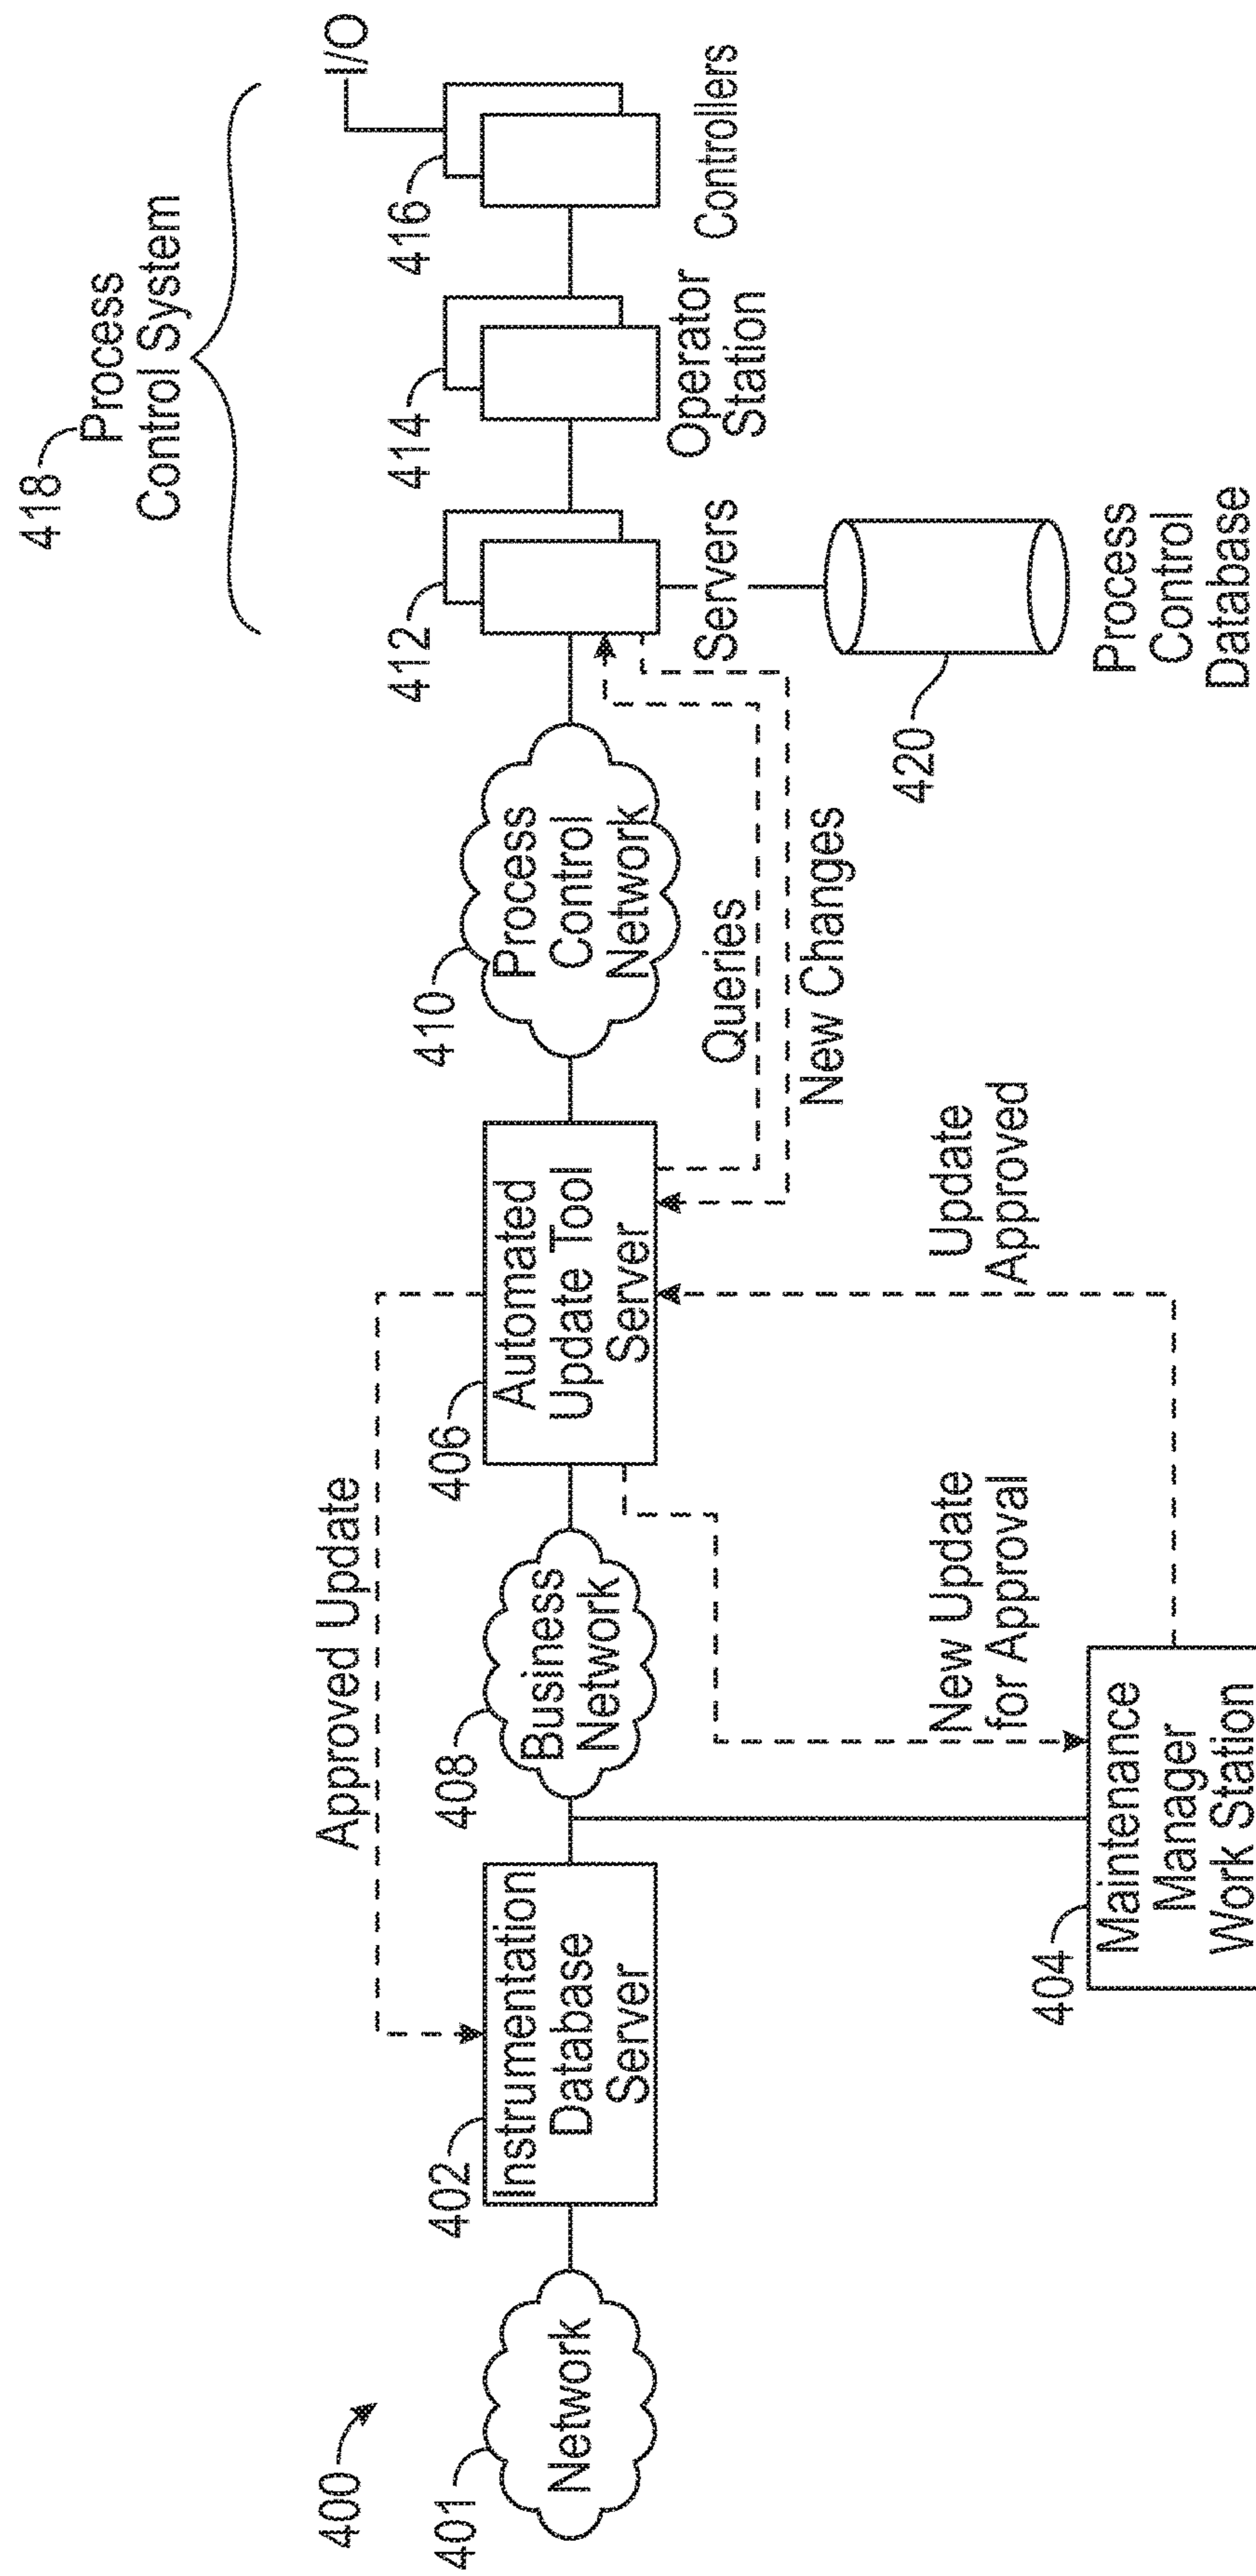 400
418
Process
Control System
I/O
401
Network
402
Instrumentation
Database
Server
Approved Update
408
Business
Network
406
Automated
Update Tool
Server
410
Process
Control
Network
412
Servers
414
Operator
Station
416
Controllers
Queries
New Changes
420
Process
Control
Database
404
Maintenance
Manager
Work Station
New Update
for Approval
Update
Approved